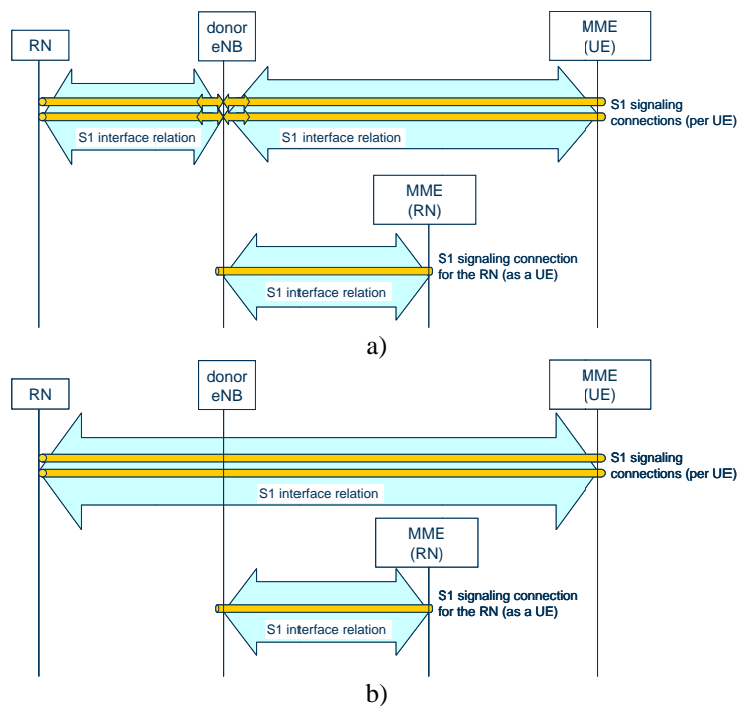 RN
donor
eNB
MME
(UE)
S1 signaling
connections (per UE)
S1 interface relation
S1 interface relation
MME
(RN)
S1 signaling connection
for the RN (as a UE)
S1 interface relation
a)
RN
donor
eNB
MME
(UE)
S1 signaling
connections (per UE)
S1 interface relation
MME
(RN)
S1 signaling connection
for the RN (as a UE)
S1 interface relation
b)